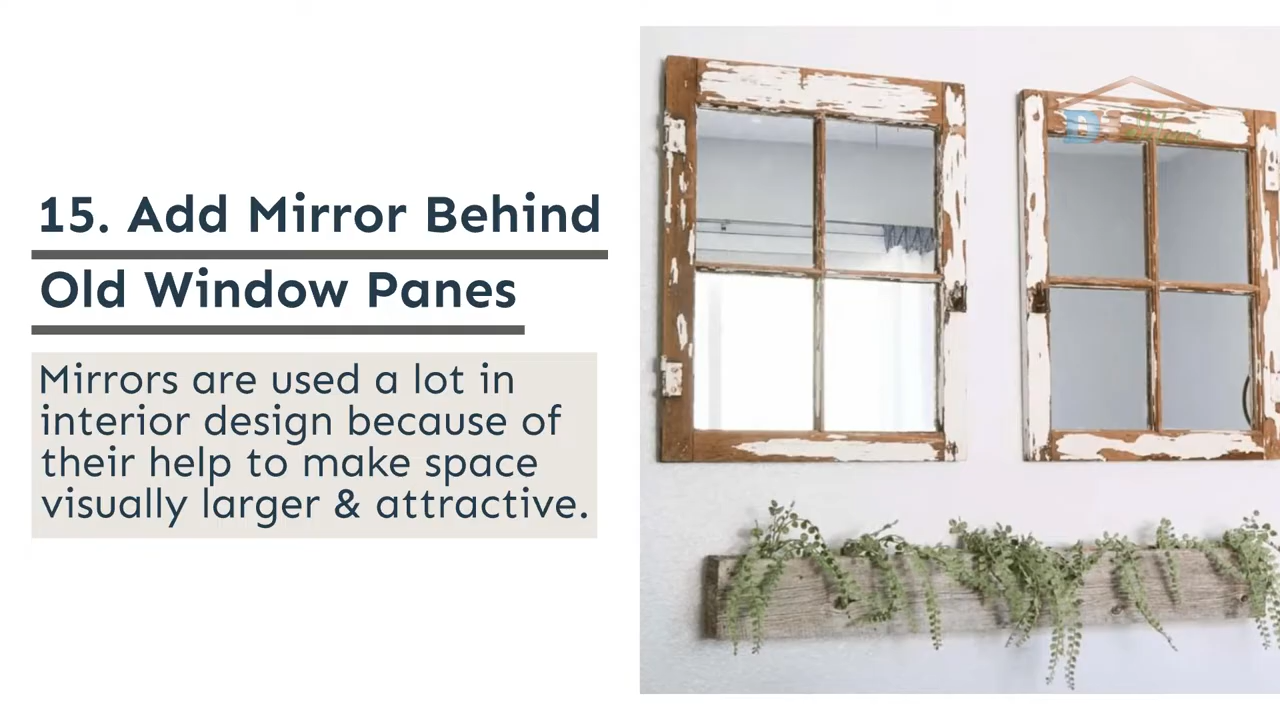 15. Add Mirror Behind
Old Window Panes
Mirrors are used a lot in
interior design because of
their help to make space
visually larger & attractive.